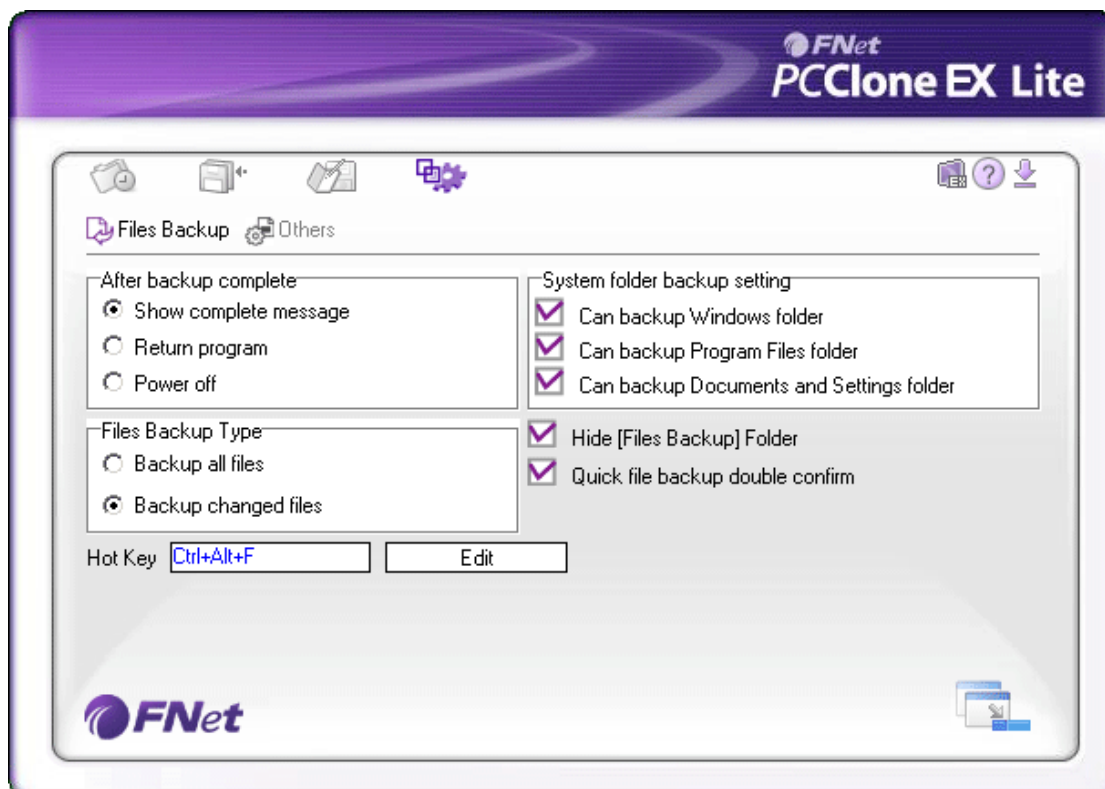 FNet
PCClone EX Lite
EX
?
Files Backup Others
After backup complete
Show complete message
Return program
Power off
System folder backup setting
Can backup Windows folder
Can backup Program Files folder
Can backup Documents and Settings folder
Files Backup Type
Backup all files
Backup changed files
Hide [Files Backup] Folder
Quick file backup double confirm
Hot Key Ctrl+Alt+F Edit
FNet